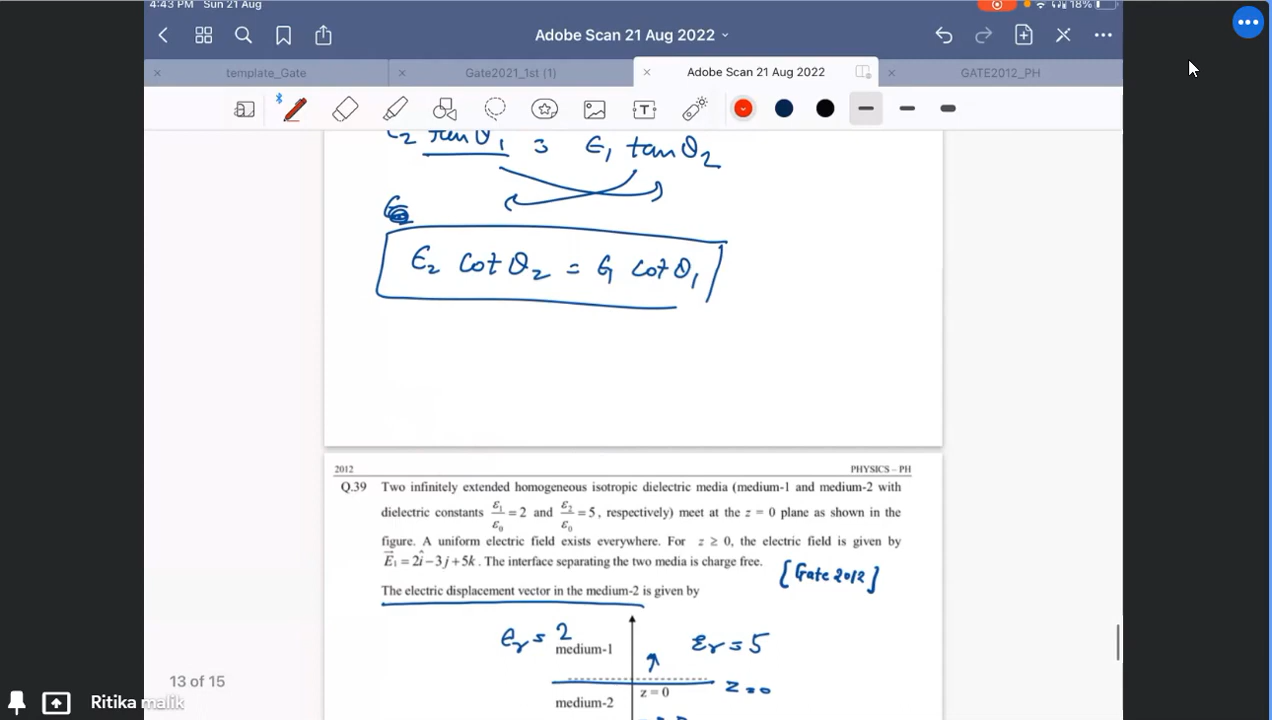 4:43 PM Sun 21 Aug
18%
Adobe Scan 21 Aug 2022
template_Gate
Gate2021_1st (1)
Adobe Scan 21 Aug 2022
GATE2012_PH
tanθ₁ = ϵ₁ tanθ₂
ϵ₂ cot θ₂ = ϵ₁ cot θ₁
2012 PHYSICS – PH
Q.39 Two infinitely extended homogeneous isotropic dielectric media (medium-1 and medium-2 with
dielectric constants ε₁/ε₀ = 2 and ε₂/ε₀ = 5, respectively) meet at the z = 0 plane as shown in the
figure. A uniform electric field exists everywhere. For z ≥ 0, the electric field is given by
E⃗₁ = 2î − 3j + 5k. The interface separating the two media is charge free.
[Gate 2012]
The electric displacement vector in the medium-2 is given by
ϵr = 2
medium-1
εr = 5
z = 0
z = 0
medium-2
13 of 15
Ritika malik